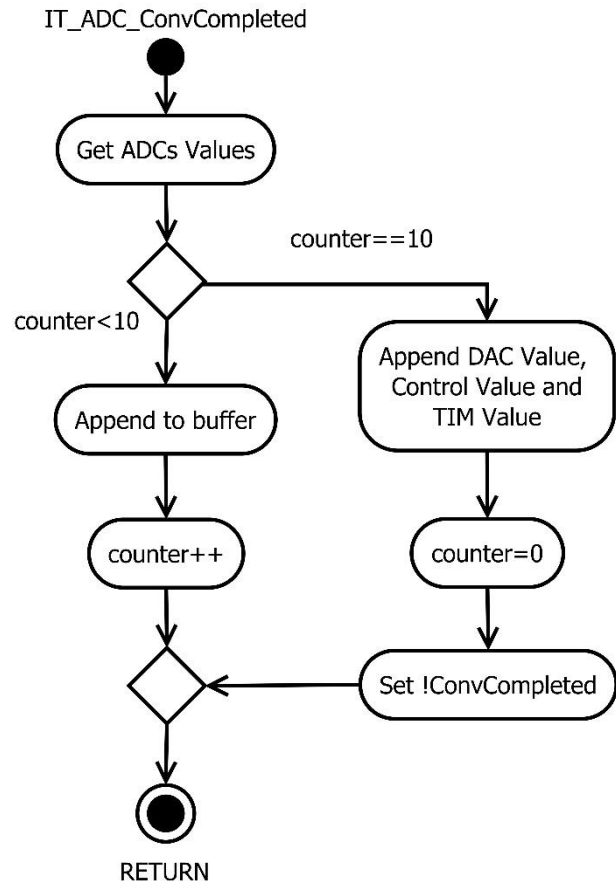 IT_ADC_ConvCompleted
Get ADCs Values
counter==10
counter<10
Append DAC Value,
Control Value and
TIM Value
Append to buffer
counter++
counter=0
Set !ConvCompleted
RETURN